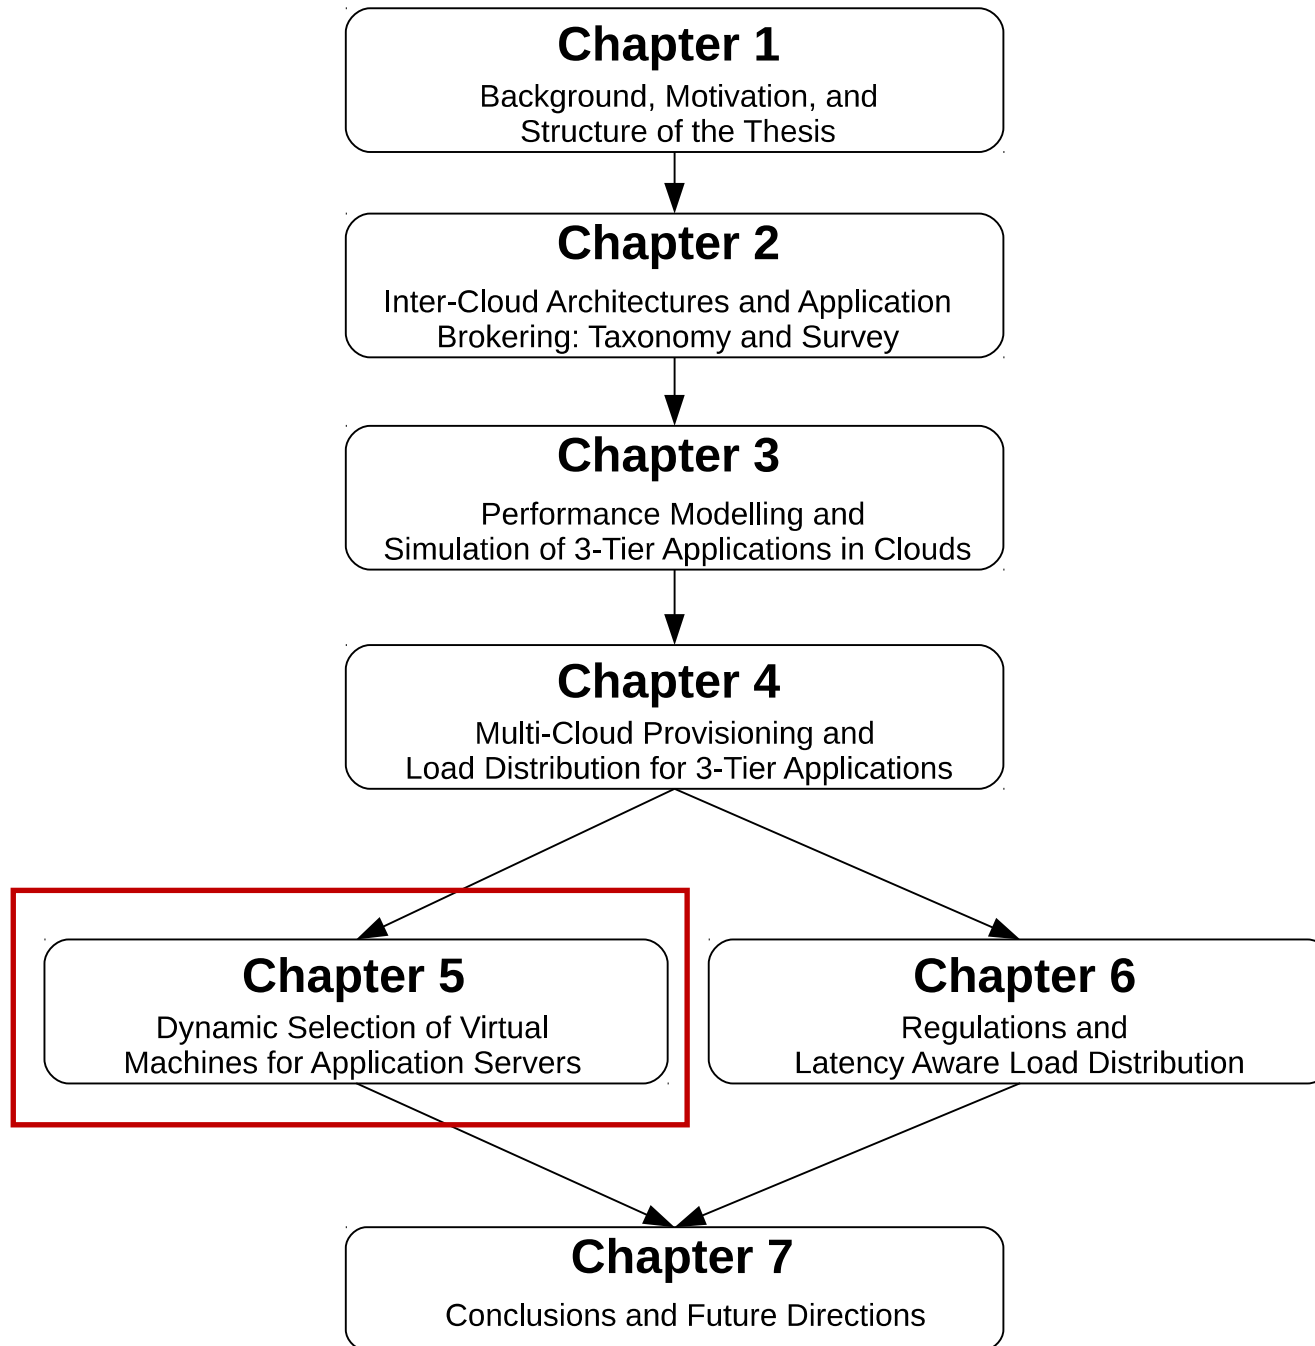 Chapter 1
Background, Motivation, and
Structure of the Thesis
Chapter 2
Inter-Cloud Architectures and Application
Brokering: Taxonomy and Survey
Chapter 3
Performance Modelling and
Simulation of 3-Tier Applications in Clouds
Chapter 4
Multi-Cloud Provisioning and
Load Distribution for 3-Tier Applications
Chapter 5
Dynamic Selection of Virtual
Machines for Application Servers
Chapter 6
Regulations and
Latency Aware Load Distribution
Chapter 7
Conclusions and Future Directions